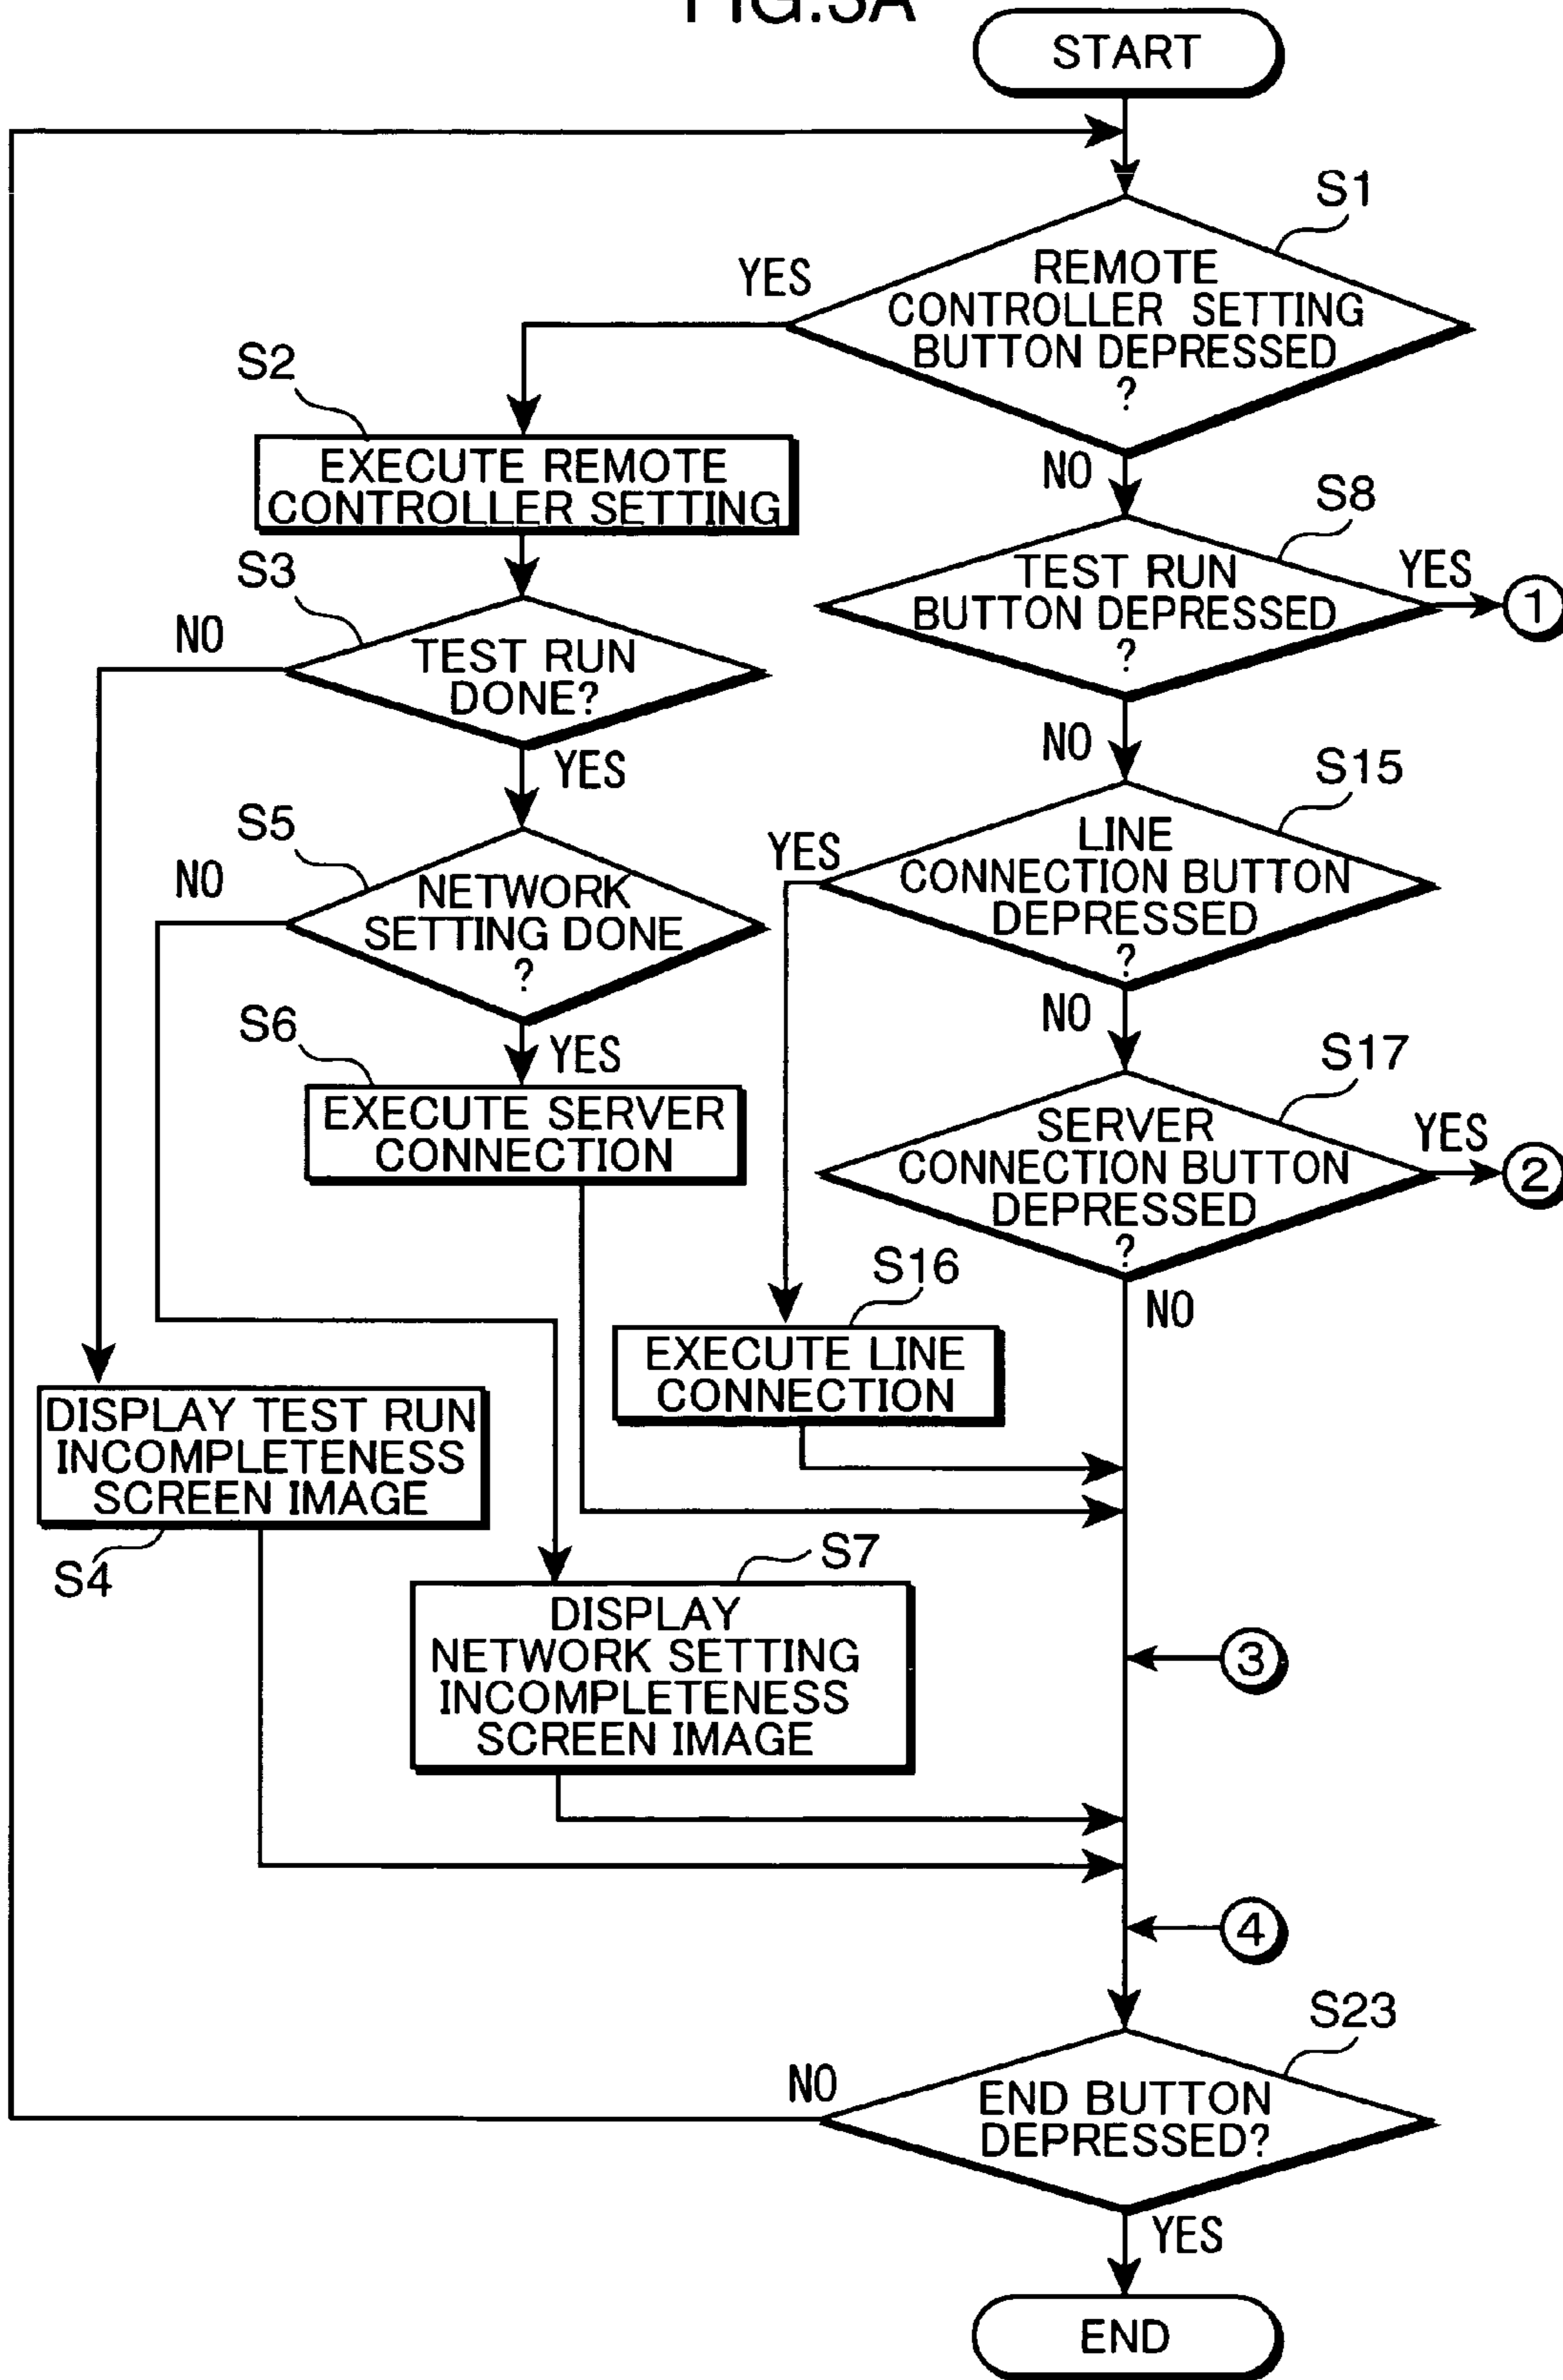 FIG.3A
START
S1
REMOTE
CONTROLLER SETTING
BUTTON DEPRESSED
?
YES
NO
S2
EXECUTE REMOTE
CONTROLLER SETTING
S3
TEST RUN
DONE?
NO
YES
S8
TEST RUN
BUTTON DEPRESSED
?
YES
1
NO
S5
NETWORK
SETTING DONE
?
NO
YES
S15
LINE
CONNECTION BUTTON
DEPRESSED
?
YES
NO
S6
EXECUTE SERVER
CONNECTION
S17
SERVER
CONNECTION BUTTON
DEPRESSED
?
YES
2
NO
S16
EXECUTE LINE
CONNECTION
DISPLAY TEST RUN
INCOMPLETENESS
SCREEN IMAGE
S4
S7
DISPLAY
NETWORK SETTING
INCOMPLETENESS
SCREEN IMAGE
3
4
S23
END BUTTON
DEPRESSED?
NO
YES
END